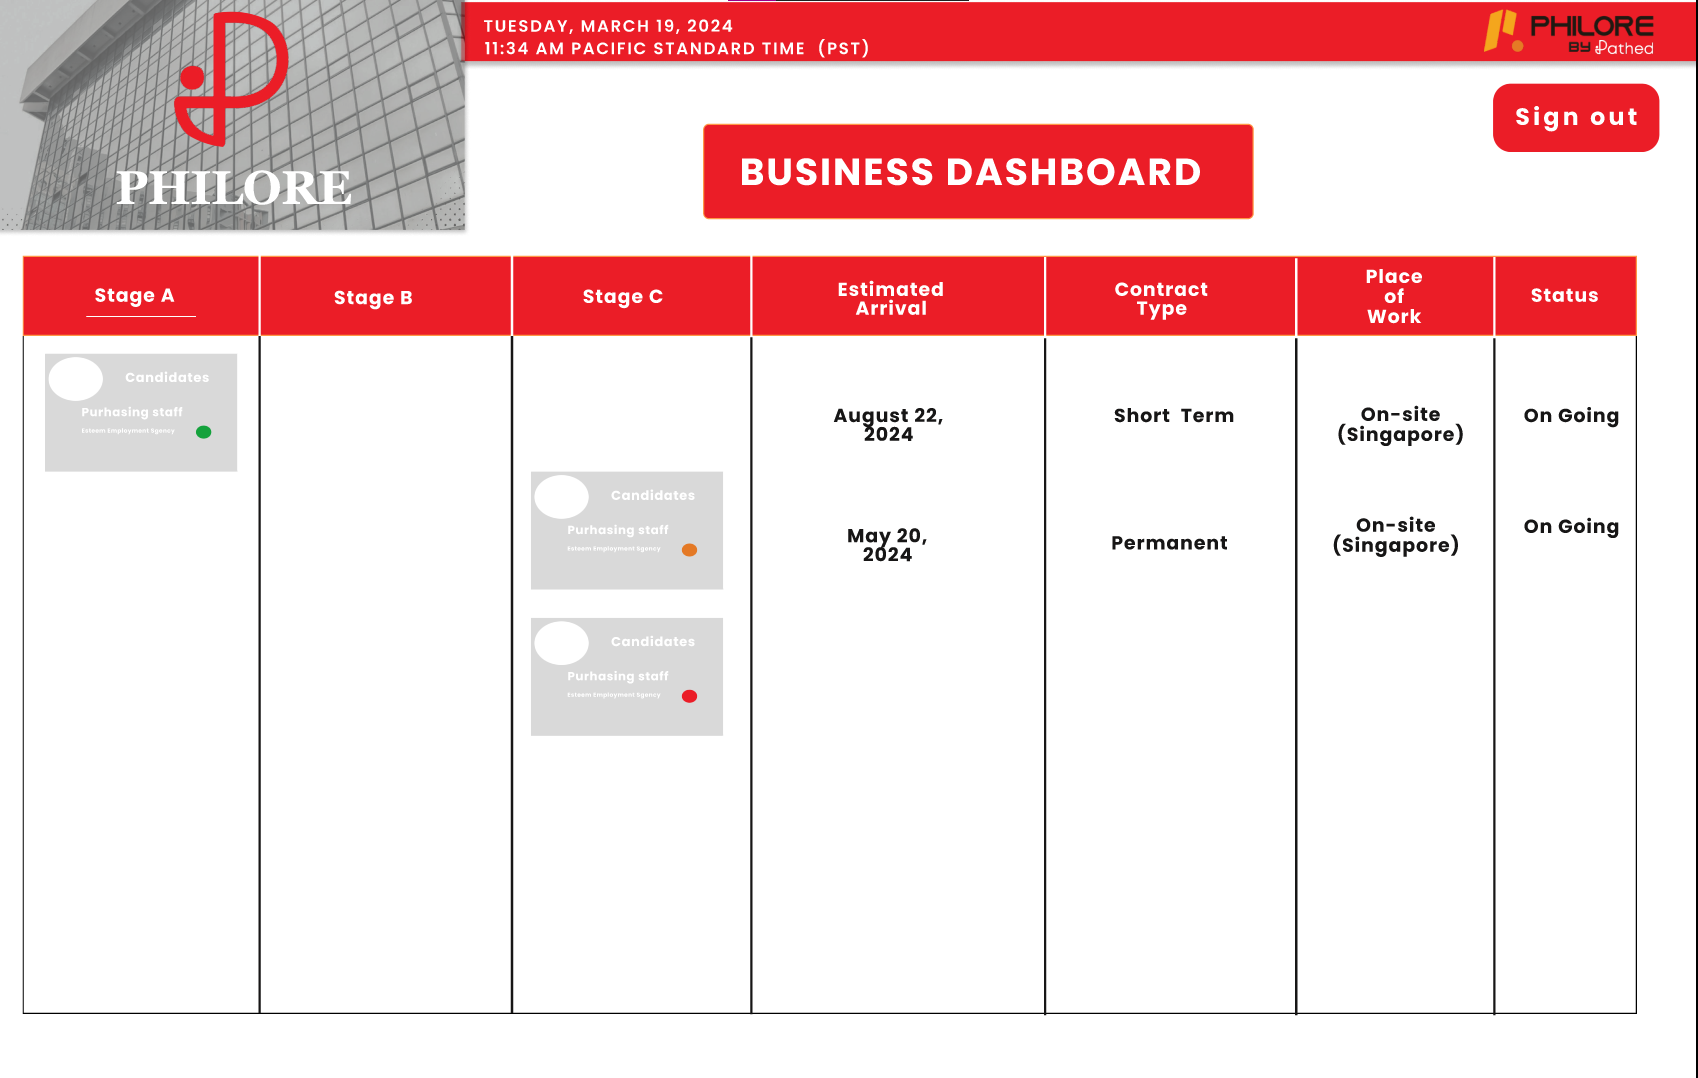 TUESDAY, MARCH 19, 2024
11:34 AM PACIFIC STANDARD TIME (PST)
PHILORE
BY Pathed
PHILORE
Sign out
BUSINESS DASHBOARD
Stage A
Stage B
Stage C
Estimated
Arrival
Contract
Type
Place
of
Work
Status
Candidates
Purhasing staff
Esteem Employment Egency
August 22,
2024
Short Term
On-site
(Singapore)
On Going
Candidates
Purhasing staff
Esteem Employment Egency
May 20,
2024
Permanent
On-site
(Singapore)
On Going
Candidates
Purhasing staff
Esteem Employment Egency